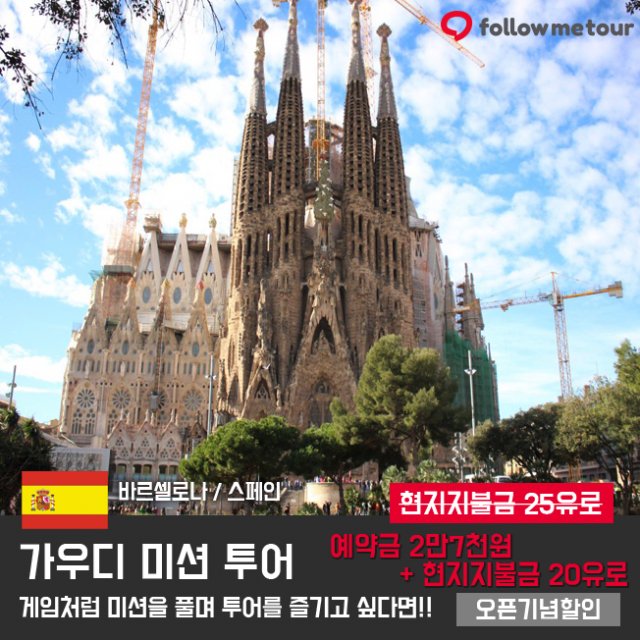 followmetour
바르셀로나 / 스페인
현지지불금 25유로
가우디 미션 투어
예약금 2만7천원
+ 현지지불금 20유로
게임처럼 미션을 풀며 투어를 즐기고 싶다면!!
오픈기념할인